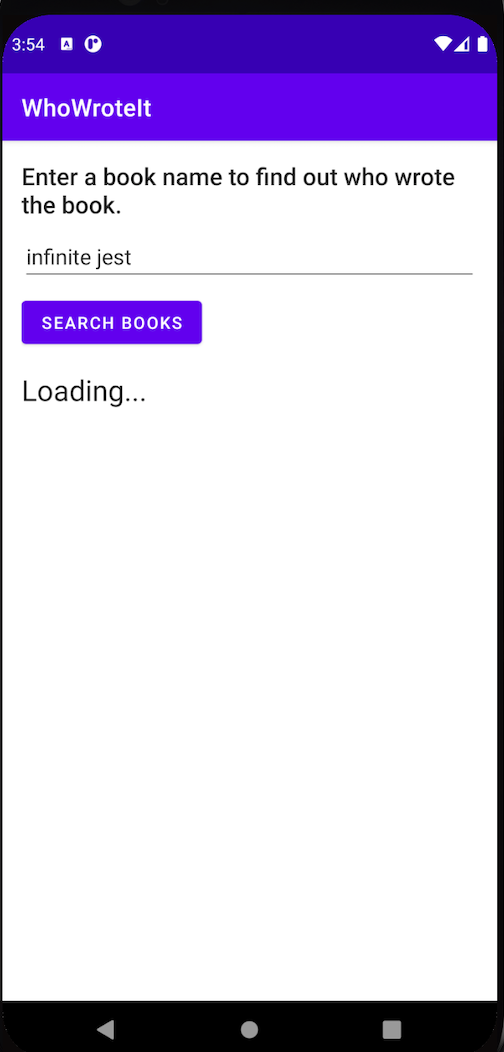 3:54
WhoWroteIt
Enter a book name to find out who wrote
the book.
infinite jest
SEARCH BOOKS
Loading...